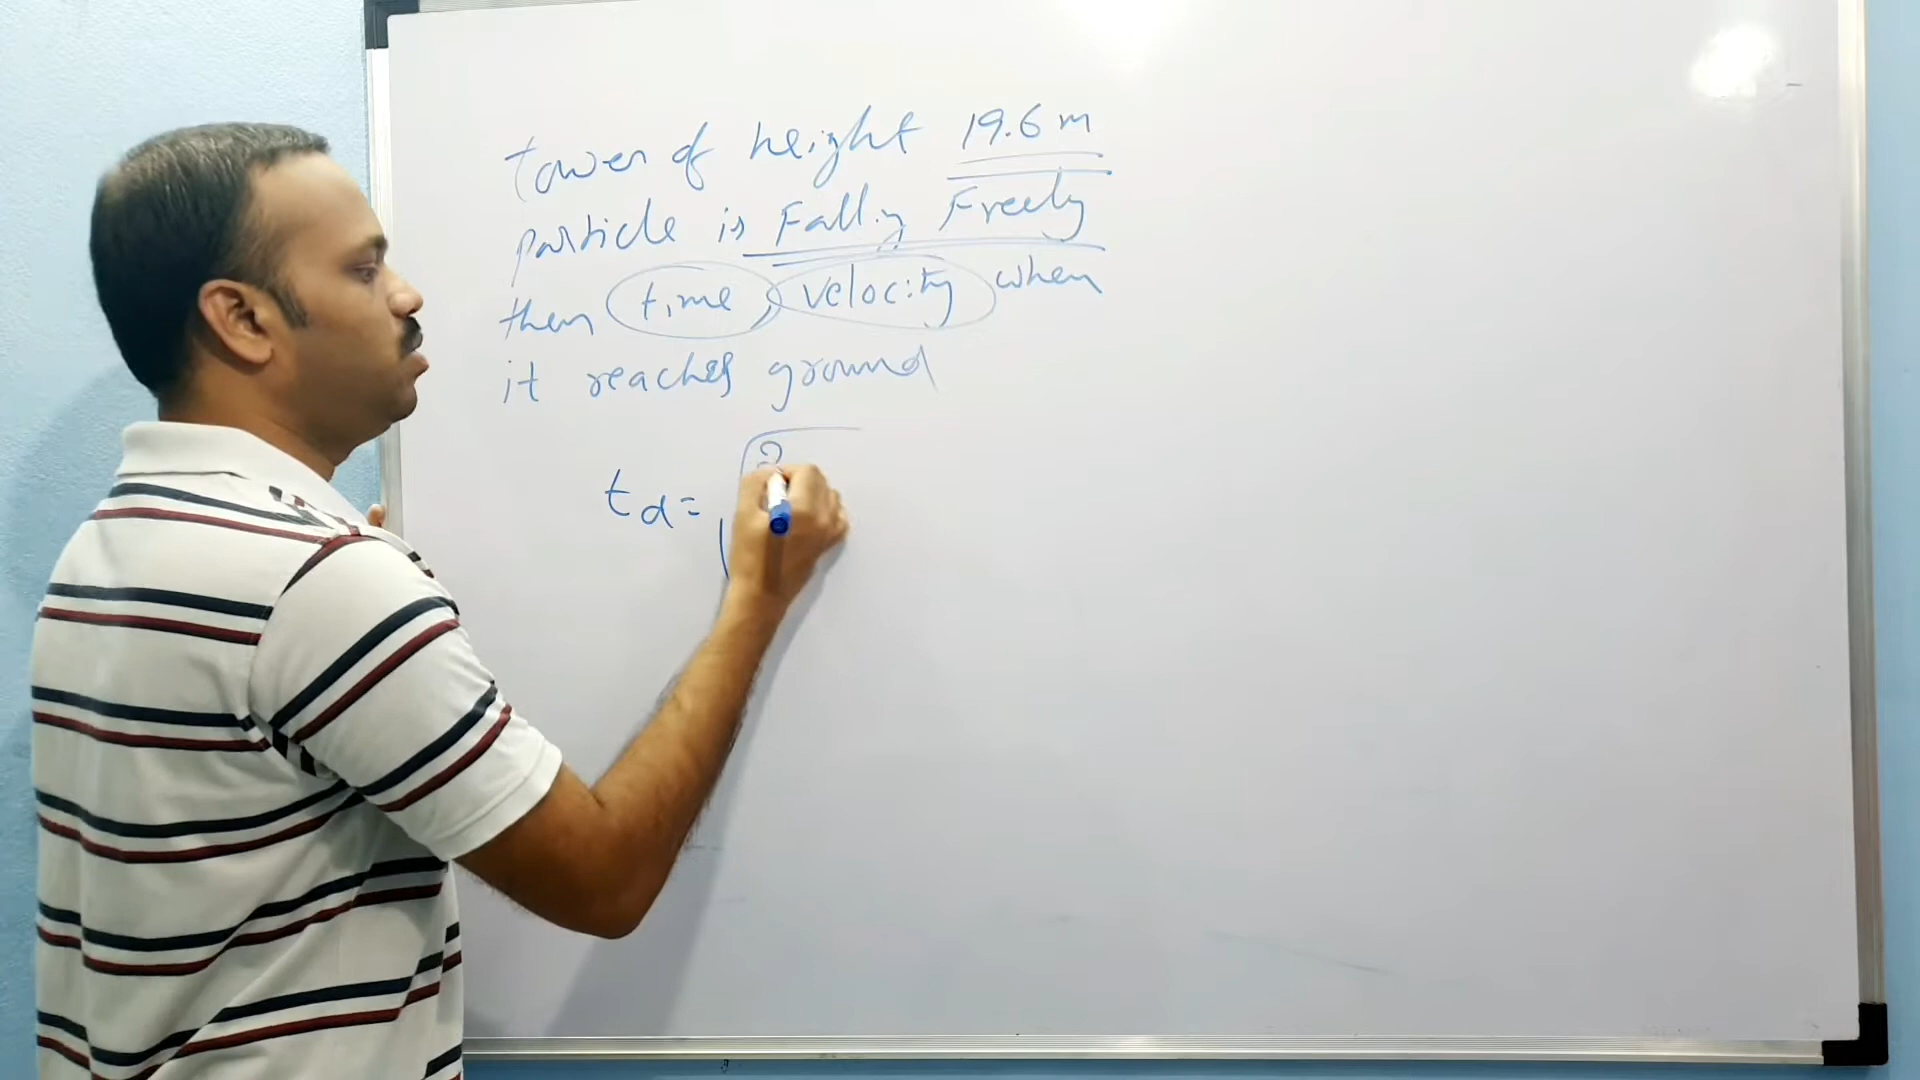 tower of height 19.6 m
particle is Falling Freely
then time, velocity when
it reaches ground
td = √2